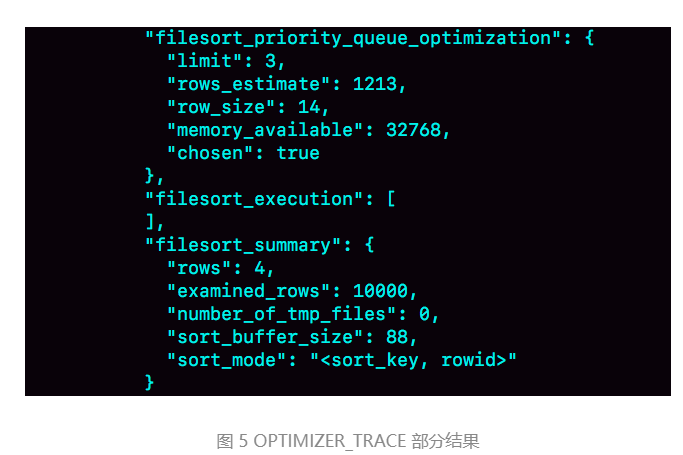 "filesort_priority_queue_optimization": {
"limit": 3,
"rows_estimate": 1213,
"row_size": 14,
"memory_available": 32768,
"chosen": true
},
"filesort_execution": [
],
"filesort_summary": {
"rows": 4,
"examined_rows": 10000,
"number_of_tmp_files": 0,
"sort_buffer_size": 88,
"sort_mode": "<sort_key, rowid>"
}
图 5 OPTIMIZER_TRACE 部分结果